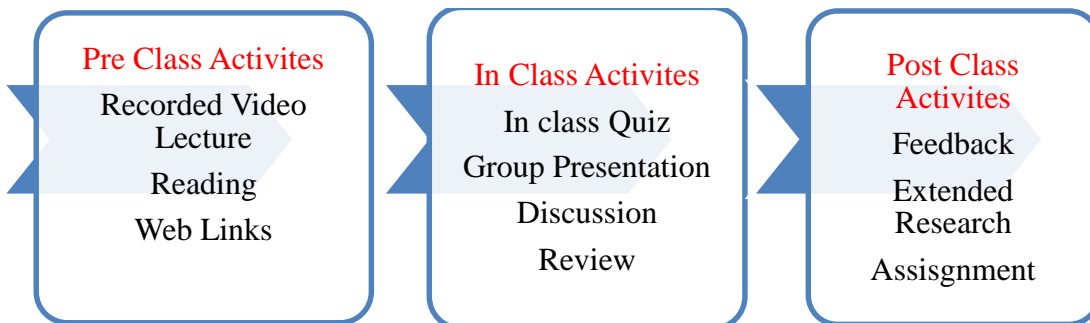 Pre Class Activites
Recorded Video
Lecture
Reading
Web Links
In Class Activites
In class Quiz
Group Presentation
Discussion
Review
Post Class
Activites
Feedback
Extended
Research
Assisgnment